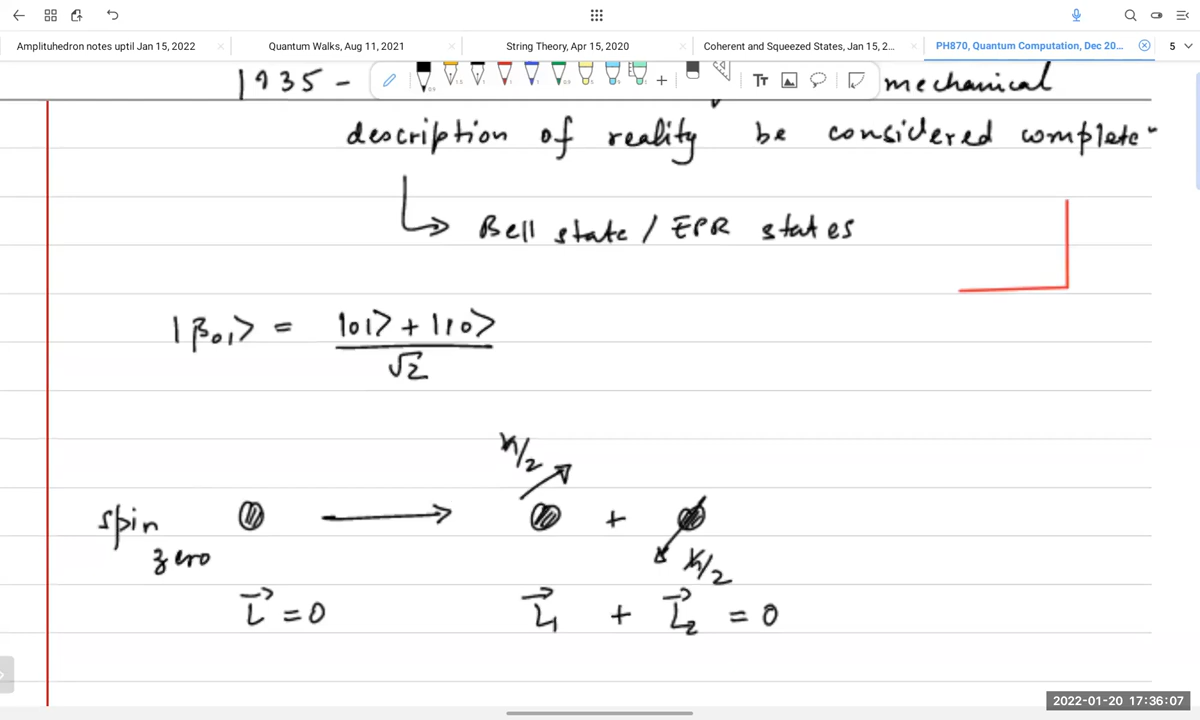 Amplituhedron notes uptil Jan 15, 2022 Quantum Walks, Aug 11, 2021 String Theory, Apr 15, 2020 Coherent and Squeezed States, Jan 15, 2... PH870, Quantum Computation, Dec 20... 5
1935 - mechanical
description of reality be considered complete"
Bell state / EPR states
|β₀₁⟩ = |01⟩ + |10⟩
√2
ħ/2
spin → +
zero ħ/2
L⃗ = 0 L⃗₁ + L⃗₂ = 0
2022-01-20 17:36:07